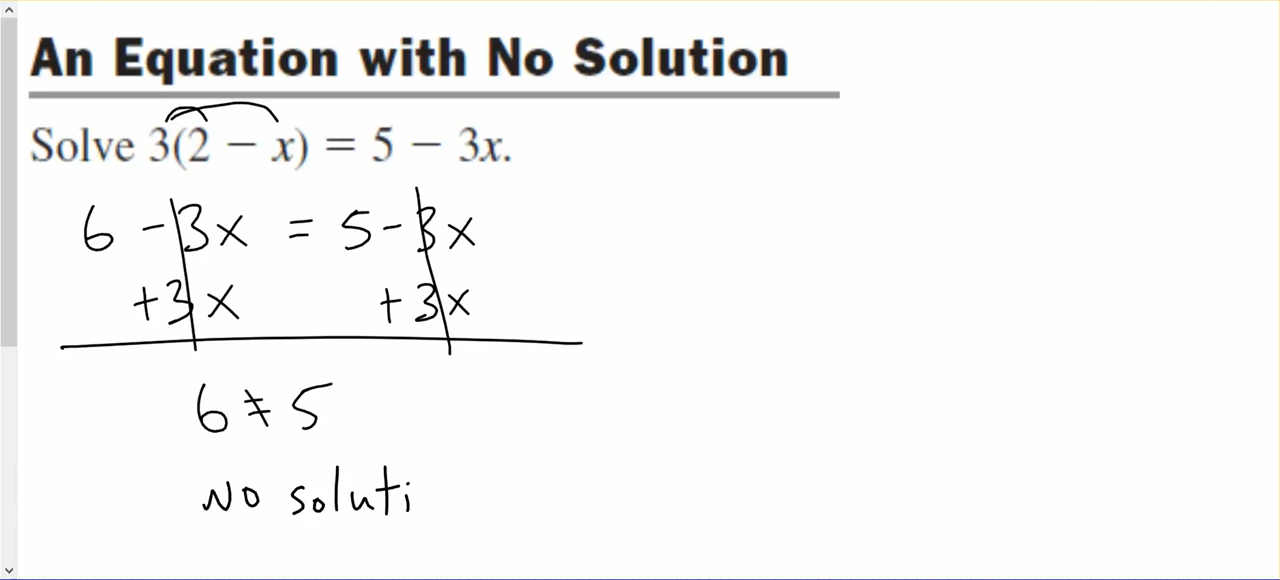 An Equation with No Solution
Solve 3(2 − x) = 5 − 3x.
6 - 3x = 5 - 3x
+3x +3x
6 ≠ 5
No soluti